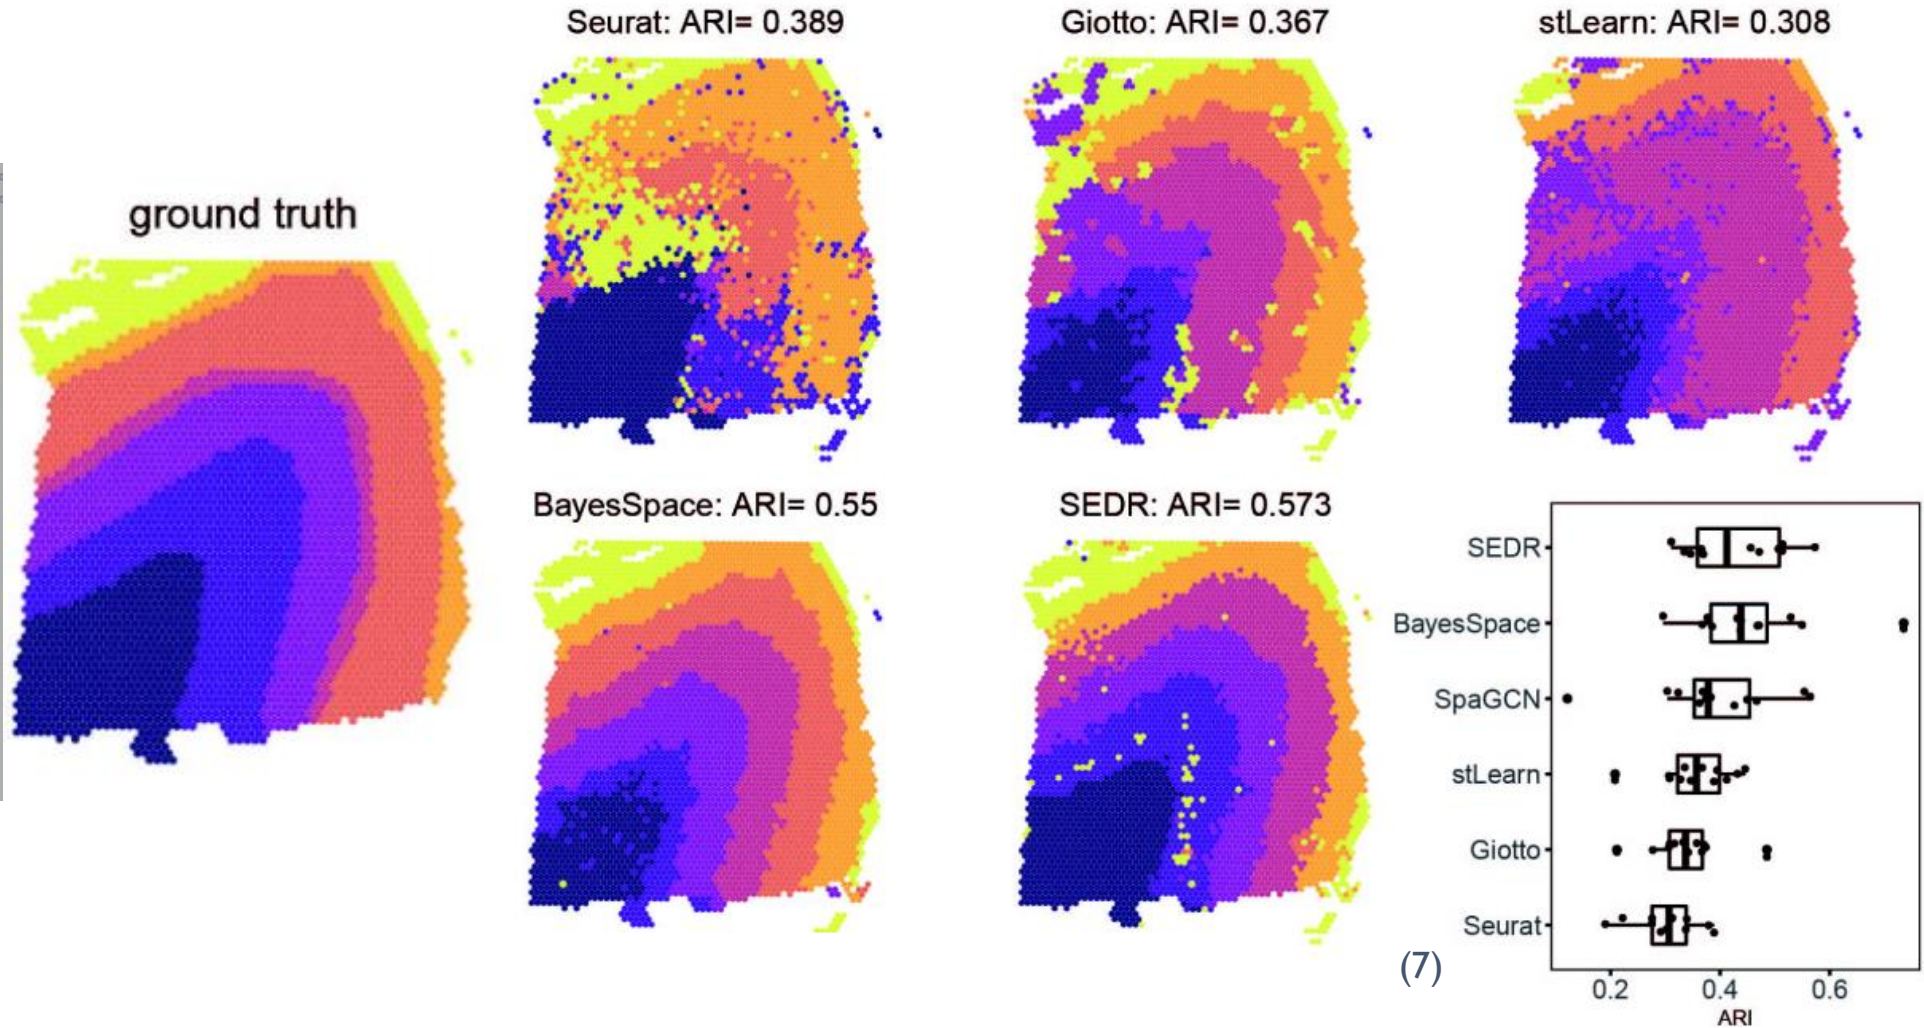 Seurat: ARI= 0.389
Giotto: ARI= 0.367
stLearn: ARI= 0.308
ground truth
BayesSpace: ARI= 0.55
SEDR: ARI= 0.573
SEDR
BayesSpace
SpaGCN
stLearn
Giotto
Seurat
(7)
0.2 0.4 0.6
ARI